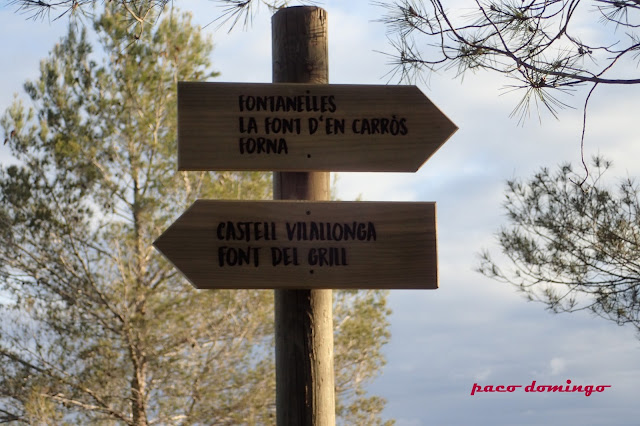 FONTANELLES
LA FONT D'EN CARRÒS
FORNA
CASTELL VILALLONGA
FONT DEL GRILL
paco domingo